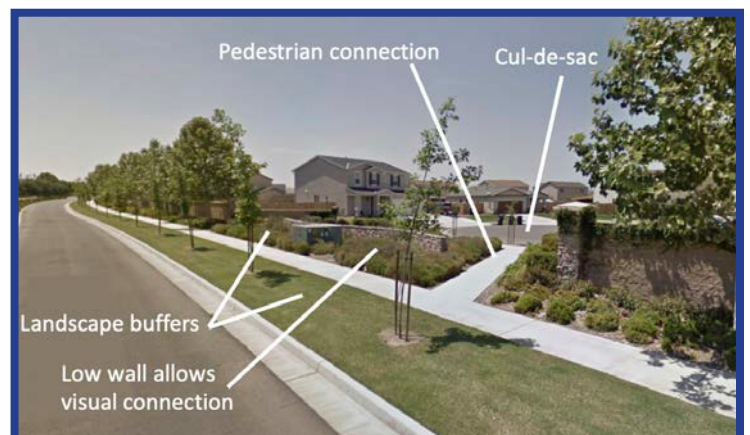 Pedestrian connection
Cul-de-sac
Landscape buffers
Low wall allows
visual connection